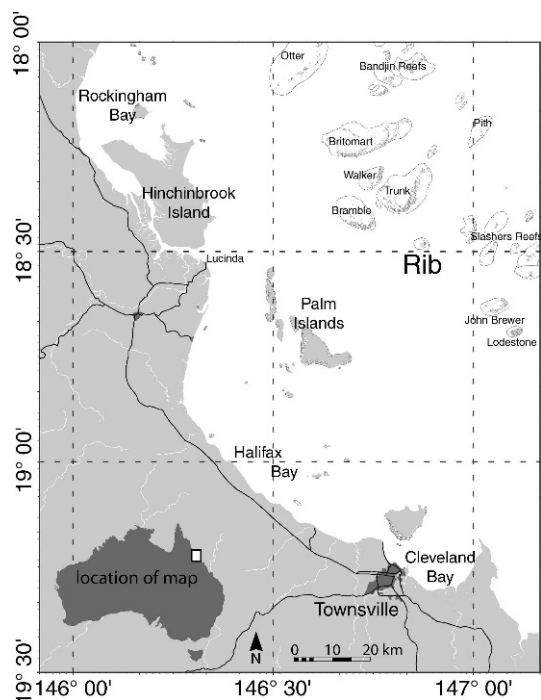 18° 00'
Otter
Bandjin Reefs
Rockingham
Bay
Pith
Britomart
Walker
Trunk
Hinchinbrook
Island
Bramble
Slashers Reefs
18° 30'
Lucinda
Rib
Palm
Islands
John Brewer
Lodestone
19° 00'
Halifax
Bay
Cleveland
Bay
location of map
Townsville
N
0 10 20 km
19° 30'
146° 00' 146° 30' 147° 00'